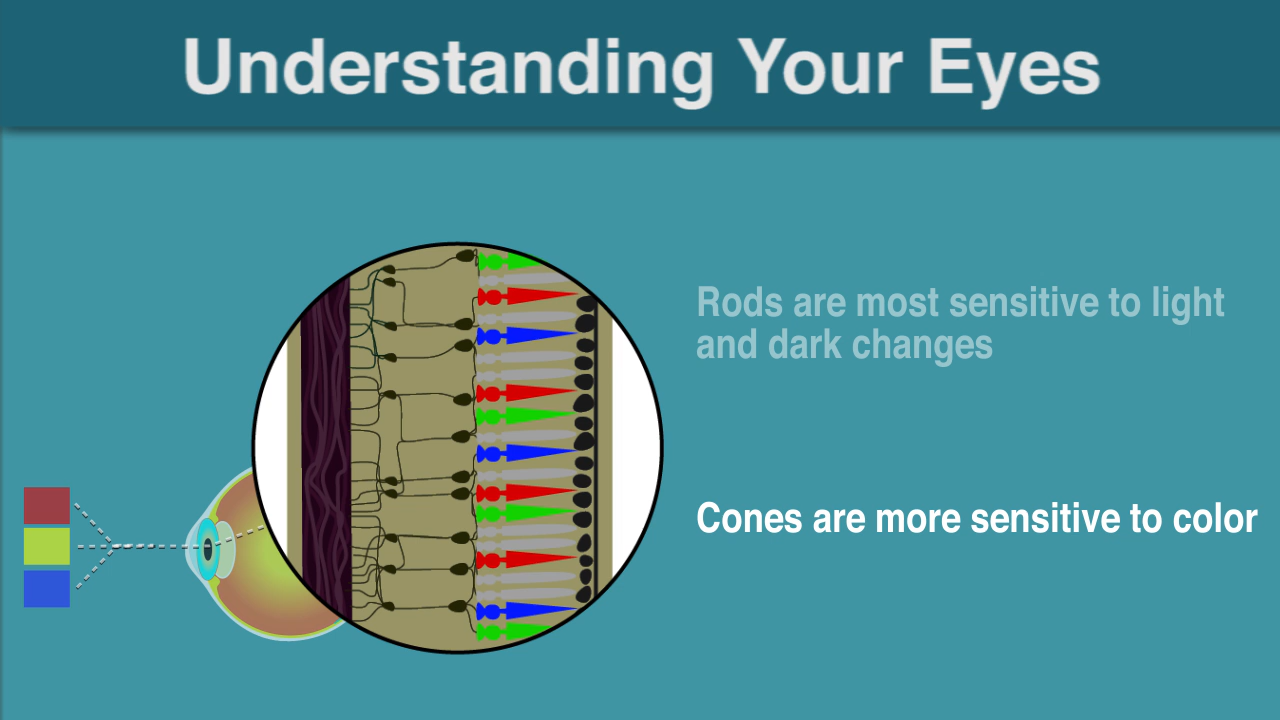 Understanding Your Eyes
Rods are most sensitive to light
and dark changes
Cones are more sensitive to color